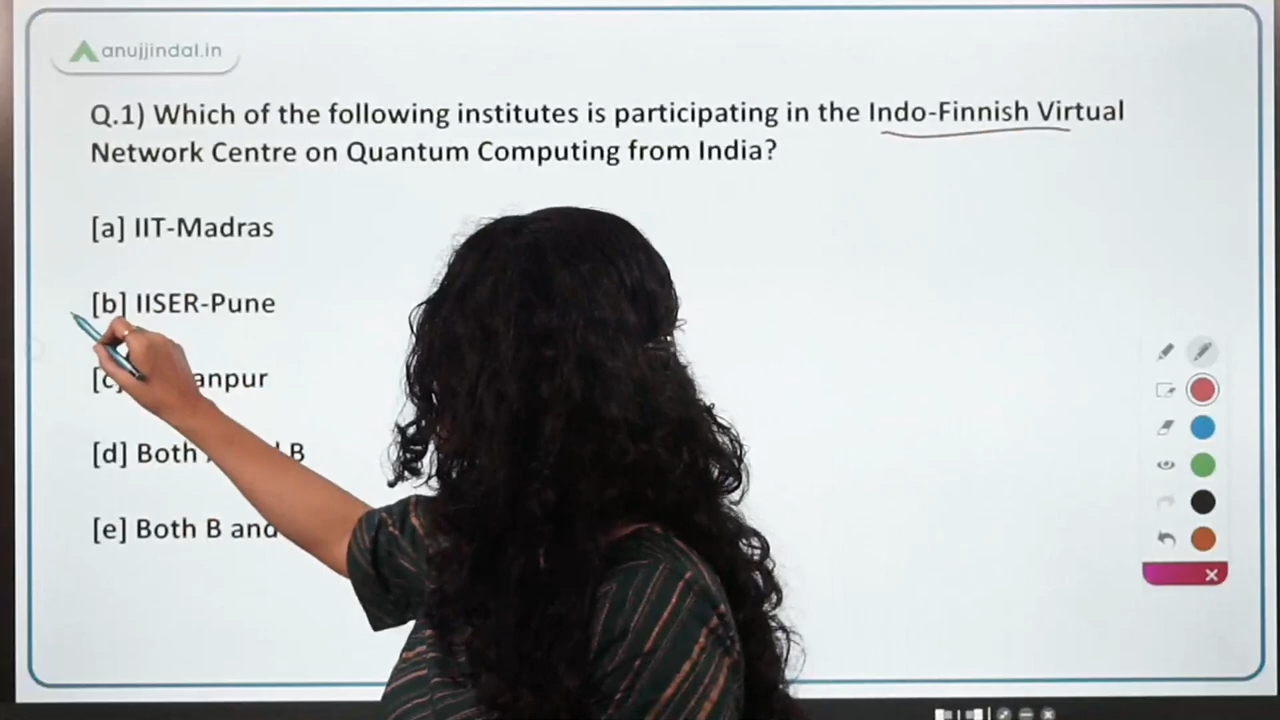 anujjindal.in
Q.1) Which of the following institutes is participating in the Indo-Finnish Virtual
Network Centre on Quantum Computing from India?
[a] IIT-Madras
[b] IISER-Pune
[d] Both B
[e] Both B and